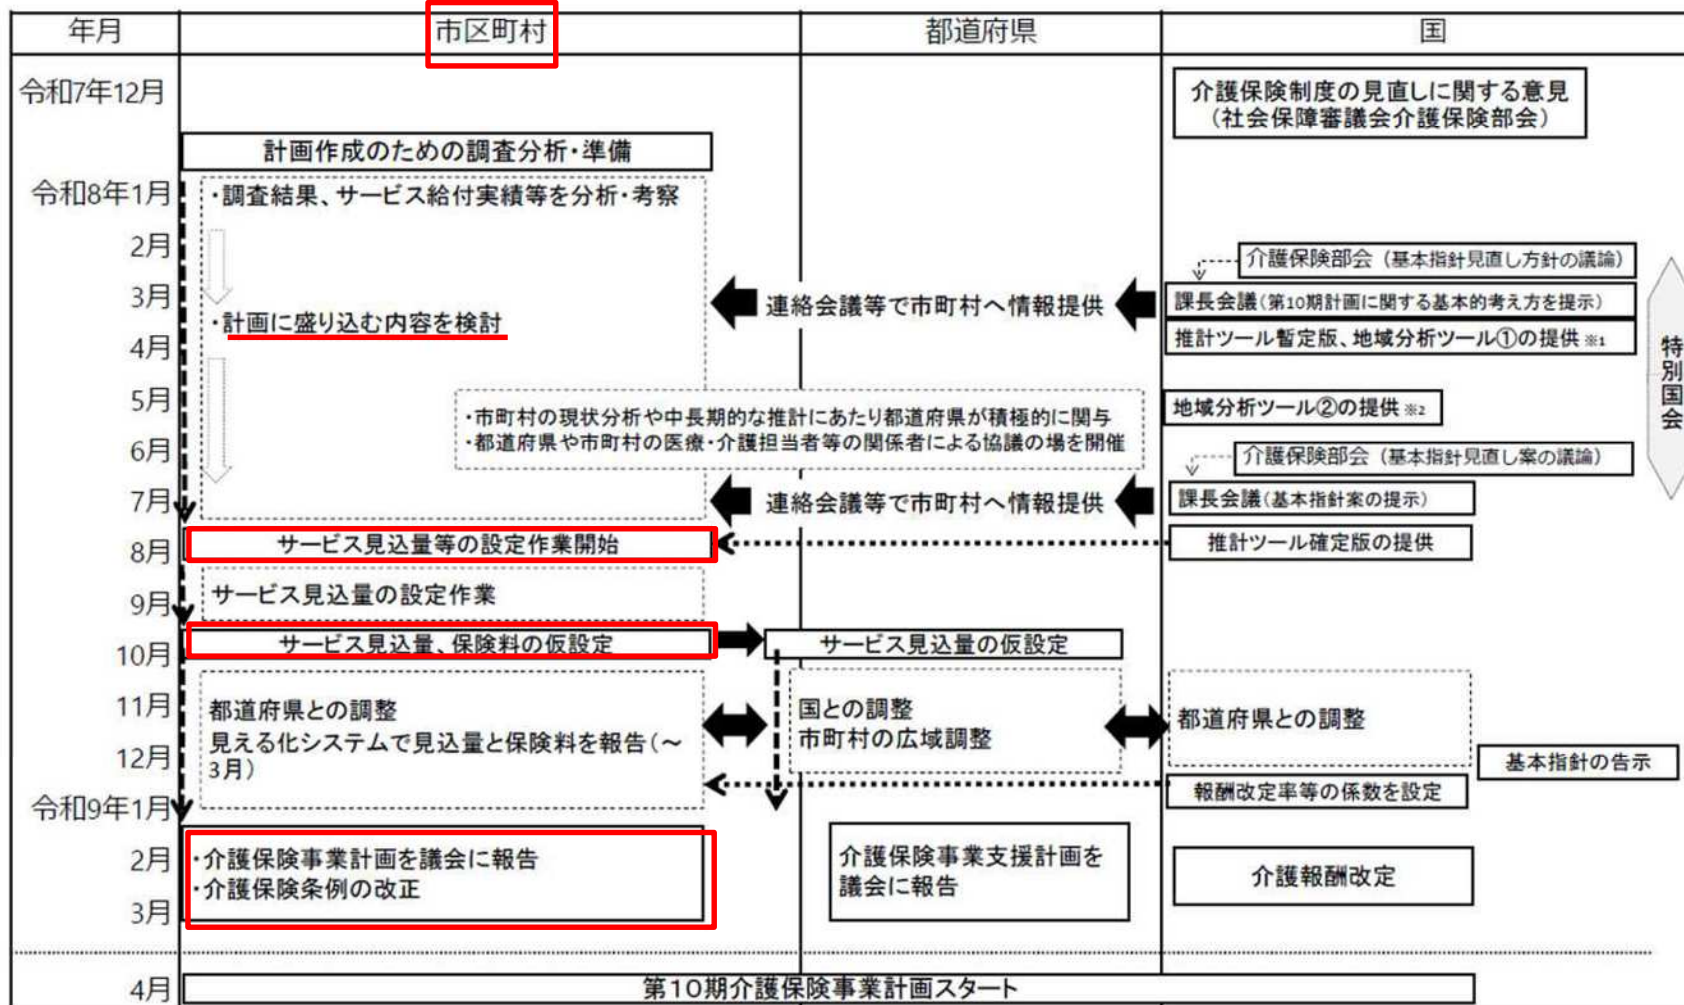 年月
市区町村
都道府県
国
令和7年12月
介護保険制度の見直しに関する意見
(社会保障審議会介護保険部会)
計画作成のための調査分析・準備
令和8年1月
・調査結果、サービス給付実績等を分析・考察
2月
介護保険部会(基本指針見直し方針の議論)
3月
連絡会議等で市町村へ情報提供
課長会議(第10期計画に関する基本的考え方を提示)
・計画に盛り込む内容を検討
4月
推計ツール暫定版、地域分析ツール①の提供 ※1
特別国会
5月
・市町村の現状分析や中長期的な推計にあたり都道府県が積極的に関与
・都道府県や市町村の医療・介護担当者等の関係者による協議の場を開催
地域分析ツール②の提供 ※2
6月
介護保険部会(基本指針見直し案の議論)
7月
連絡会議等で市町村へ情報提供
課長会議(基本指針案の提示)
8月
サービス見込量等の設定作業開始
推計ツール確定版の提供
9月
サービス見込量の設定作業
10月
サービス見込量、保険料の仮設定
サービス見込量の仮設定
11月
都道府県との調整
見える化システムで見込量と保険料を報告(~
3月)
国との調整
市町村の広域調整
都道府県との調整
12月
基本指針の告示
令和9年1月
報酬改定率等の係数を設定
2月
・介護保険事業計画を議会に報告
・介護保険条例の改正
介護保険事業支援計画を
議会に報告
介護報酬改定
3月
4月
第10期介護保険事業計画スタート